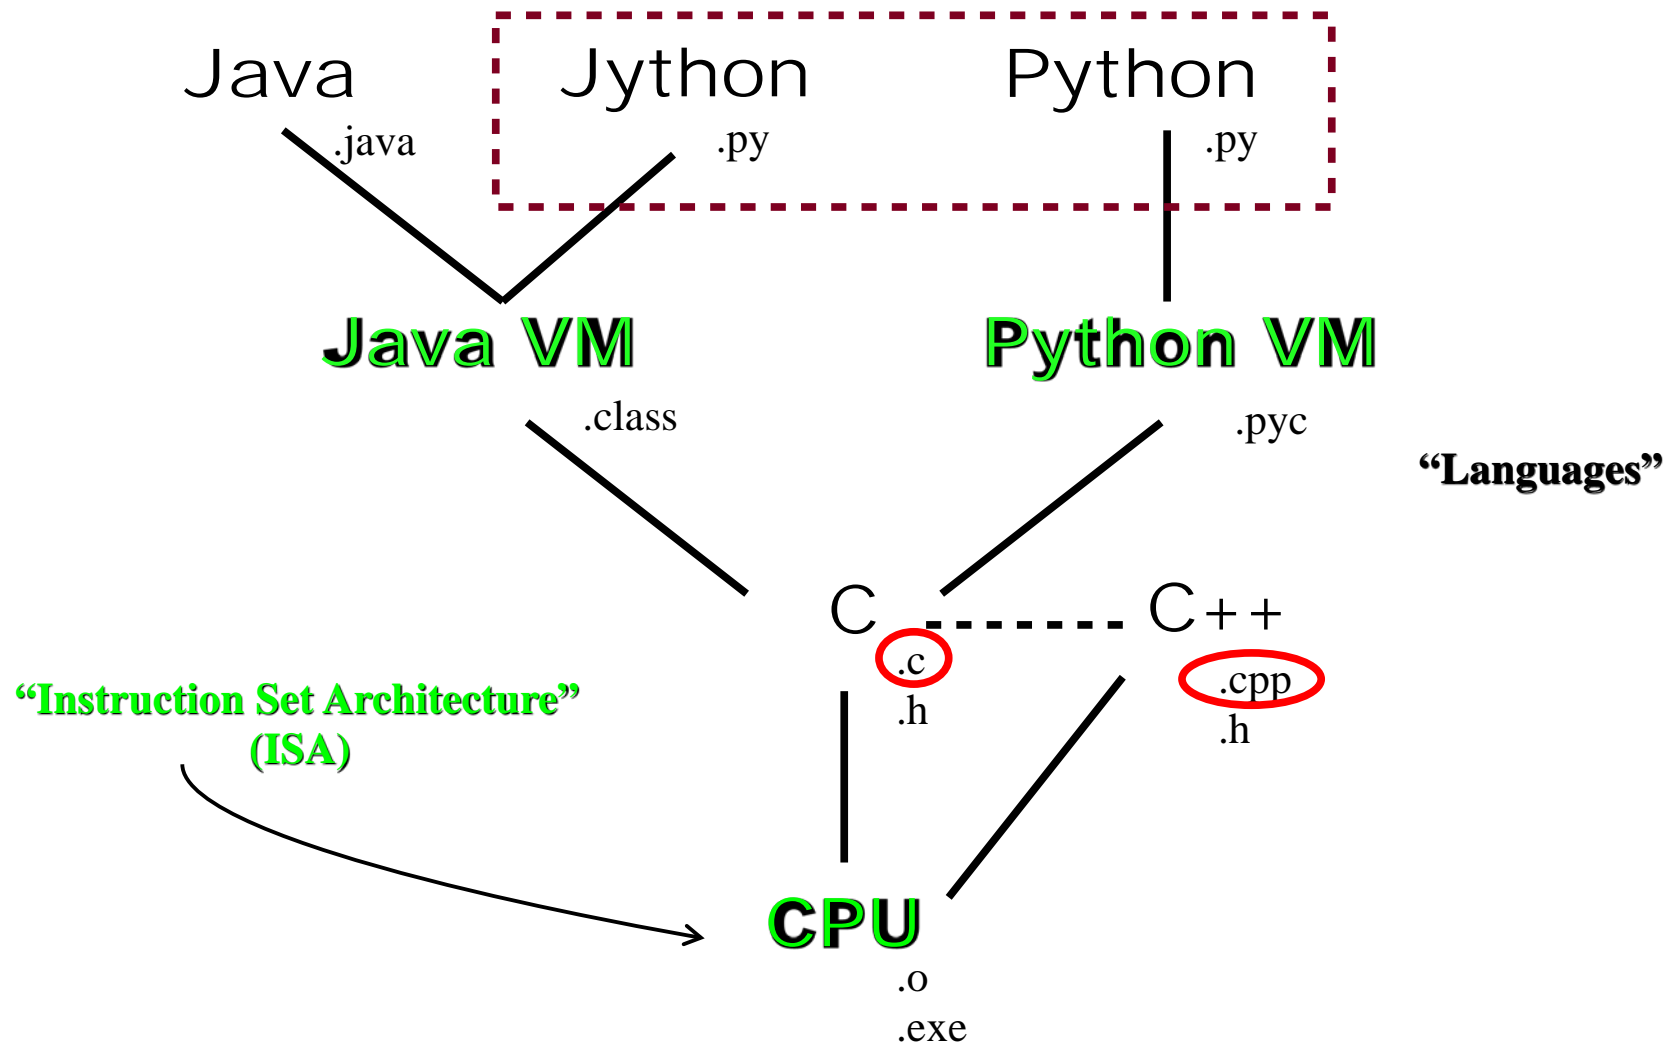 Java
Jython
Python
.java
.py
.py
Java VM
Python VM
.class
.pyc
“Languages”
C
C++
.c
.cpp
.h
.h
“Instruction Set Architecture”
(ISA)
CPU
.o
.exe